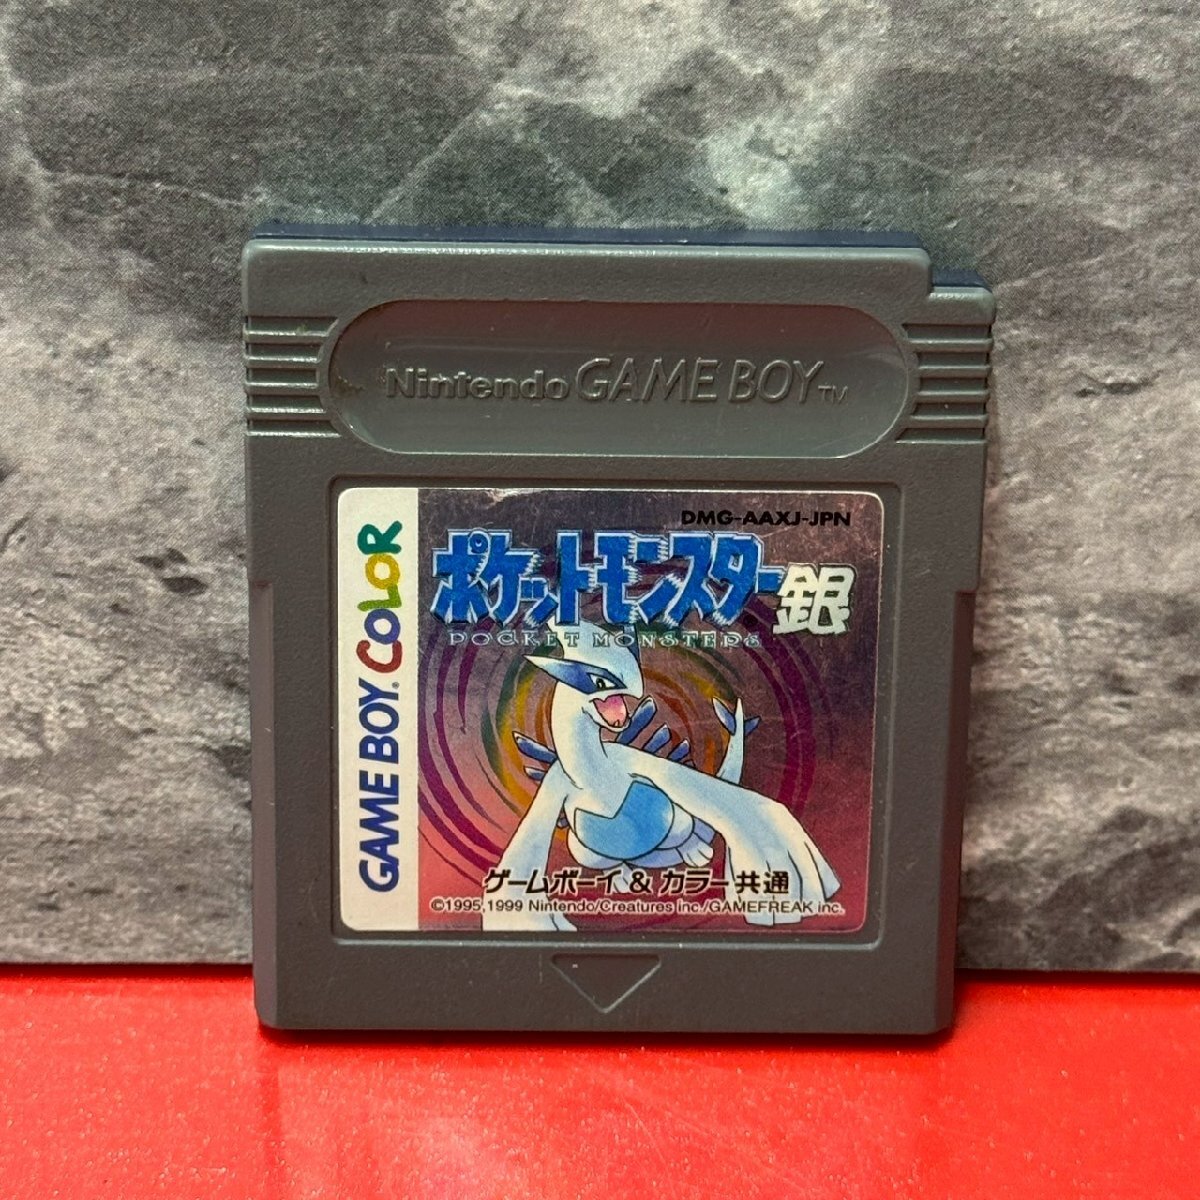 Nintendo GAME BOY™
DMG-AAXJ-JPN
ポケットモンスター銀
POCKET MONSTERS
GAME BOY COLOR
ゲームボーイ & カラー共通
©1995,1999 Nintendo/Creatures inc./GAMEFREAK inc.